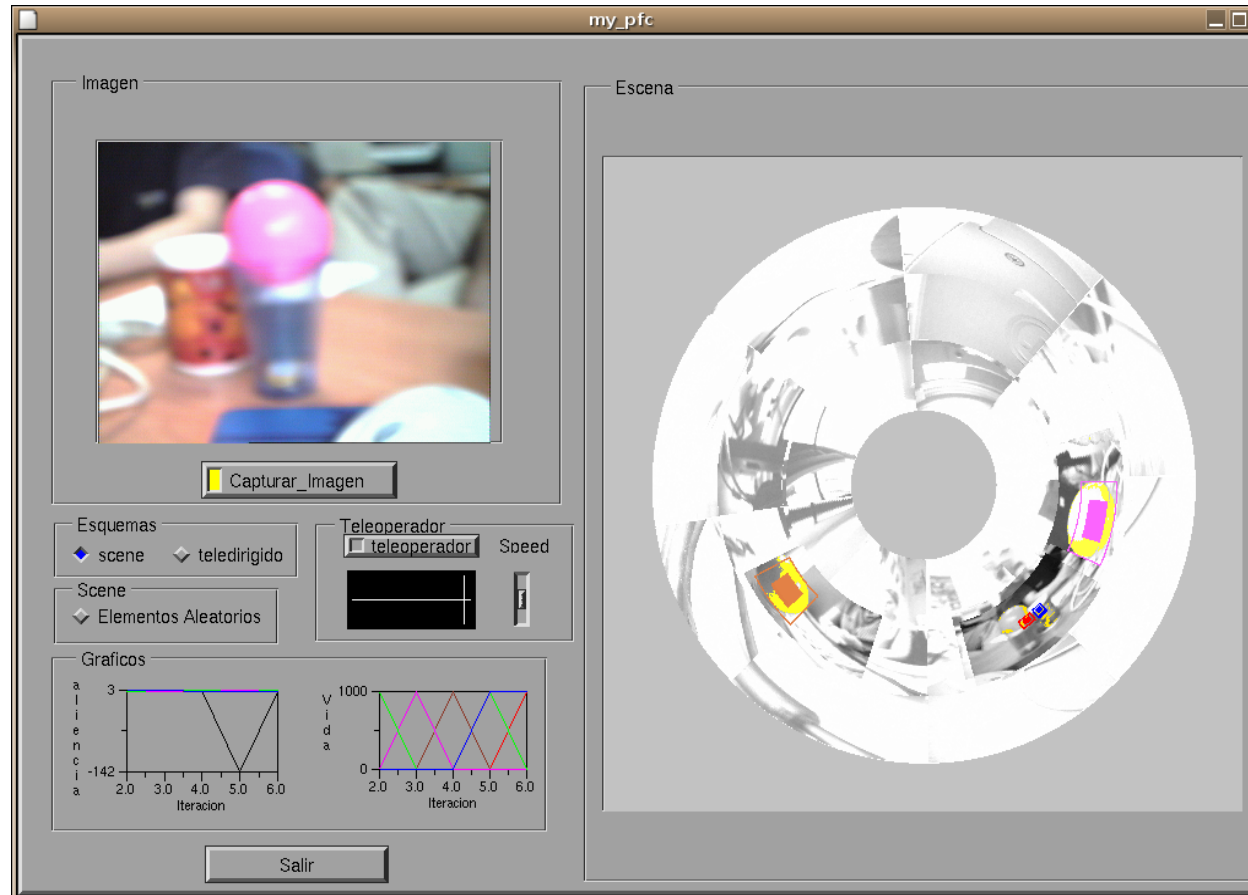 my_pfc
Imagen
Capturar_Imagen
Esquemas
scene
teledirigido
Scene
Elementos Aleatorios
Teleoperador
teleoperador
Speed
Graficos
a
l
i
e
n
c
i
a
3
-142
2.0 3.0 4.0 5.0 6.0
Iteracion
V
i
d
a
1000
0
2.0 3.0 4.0 5.0 6.0
Iteracion
Salir
Escena